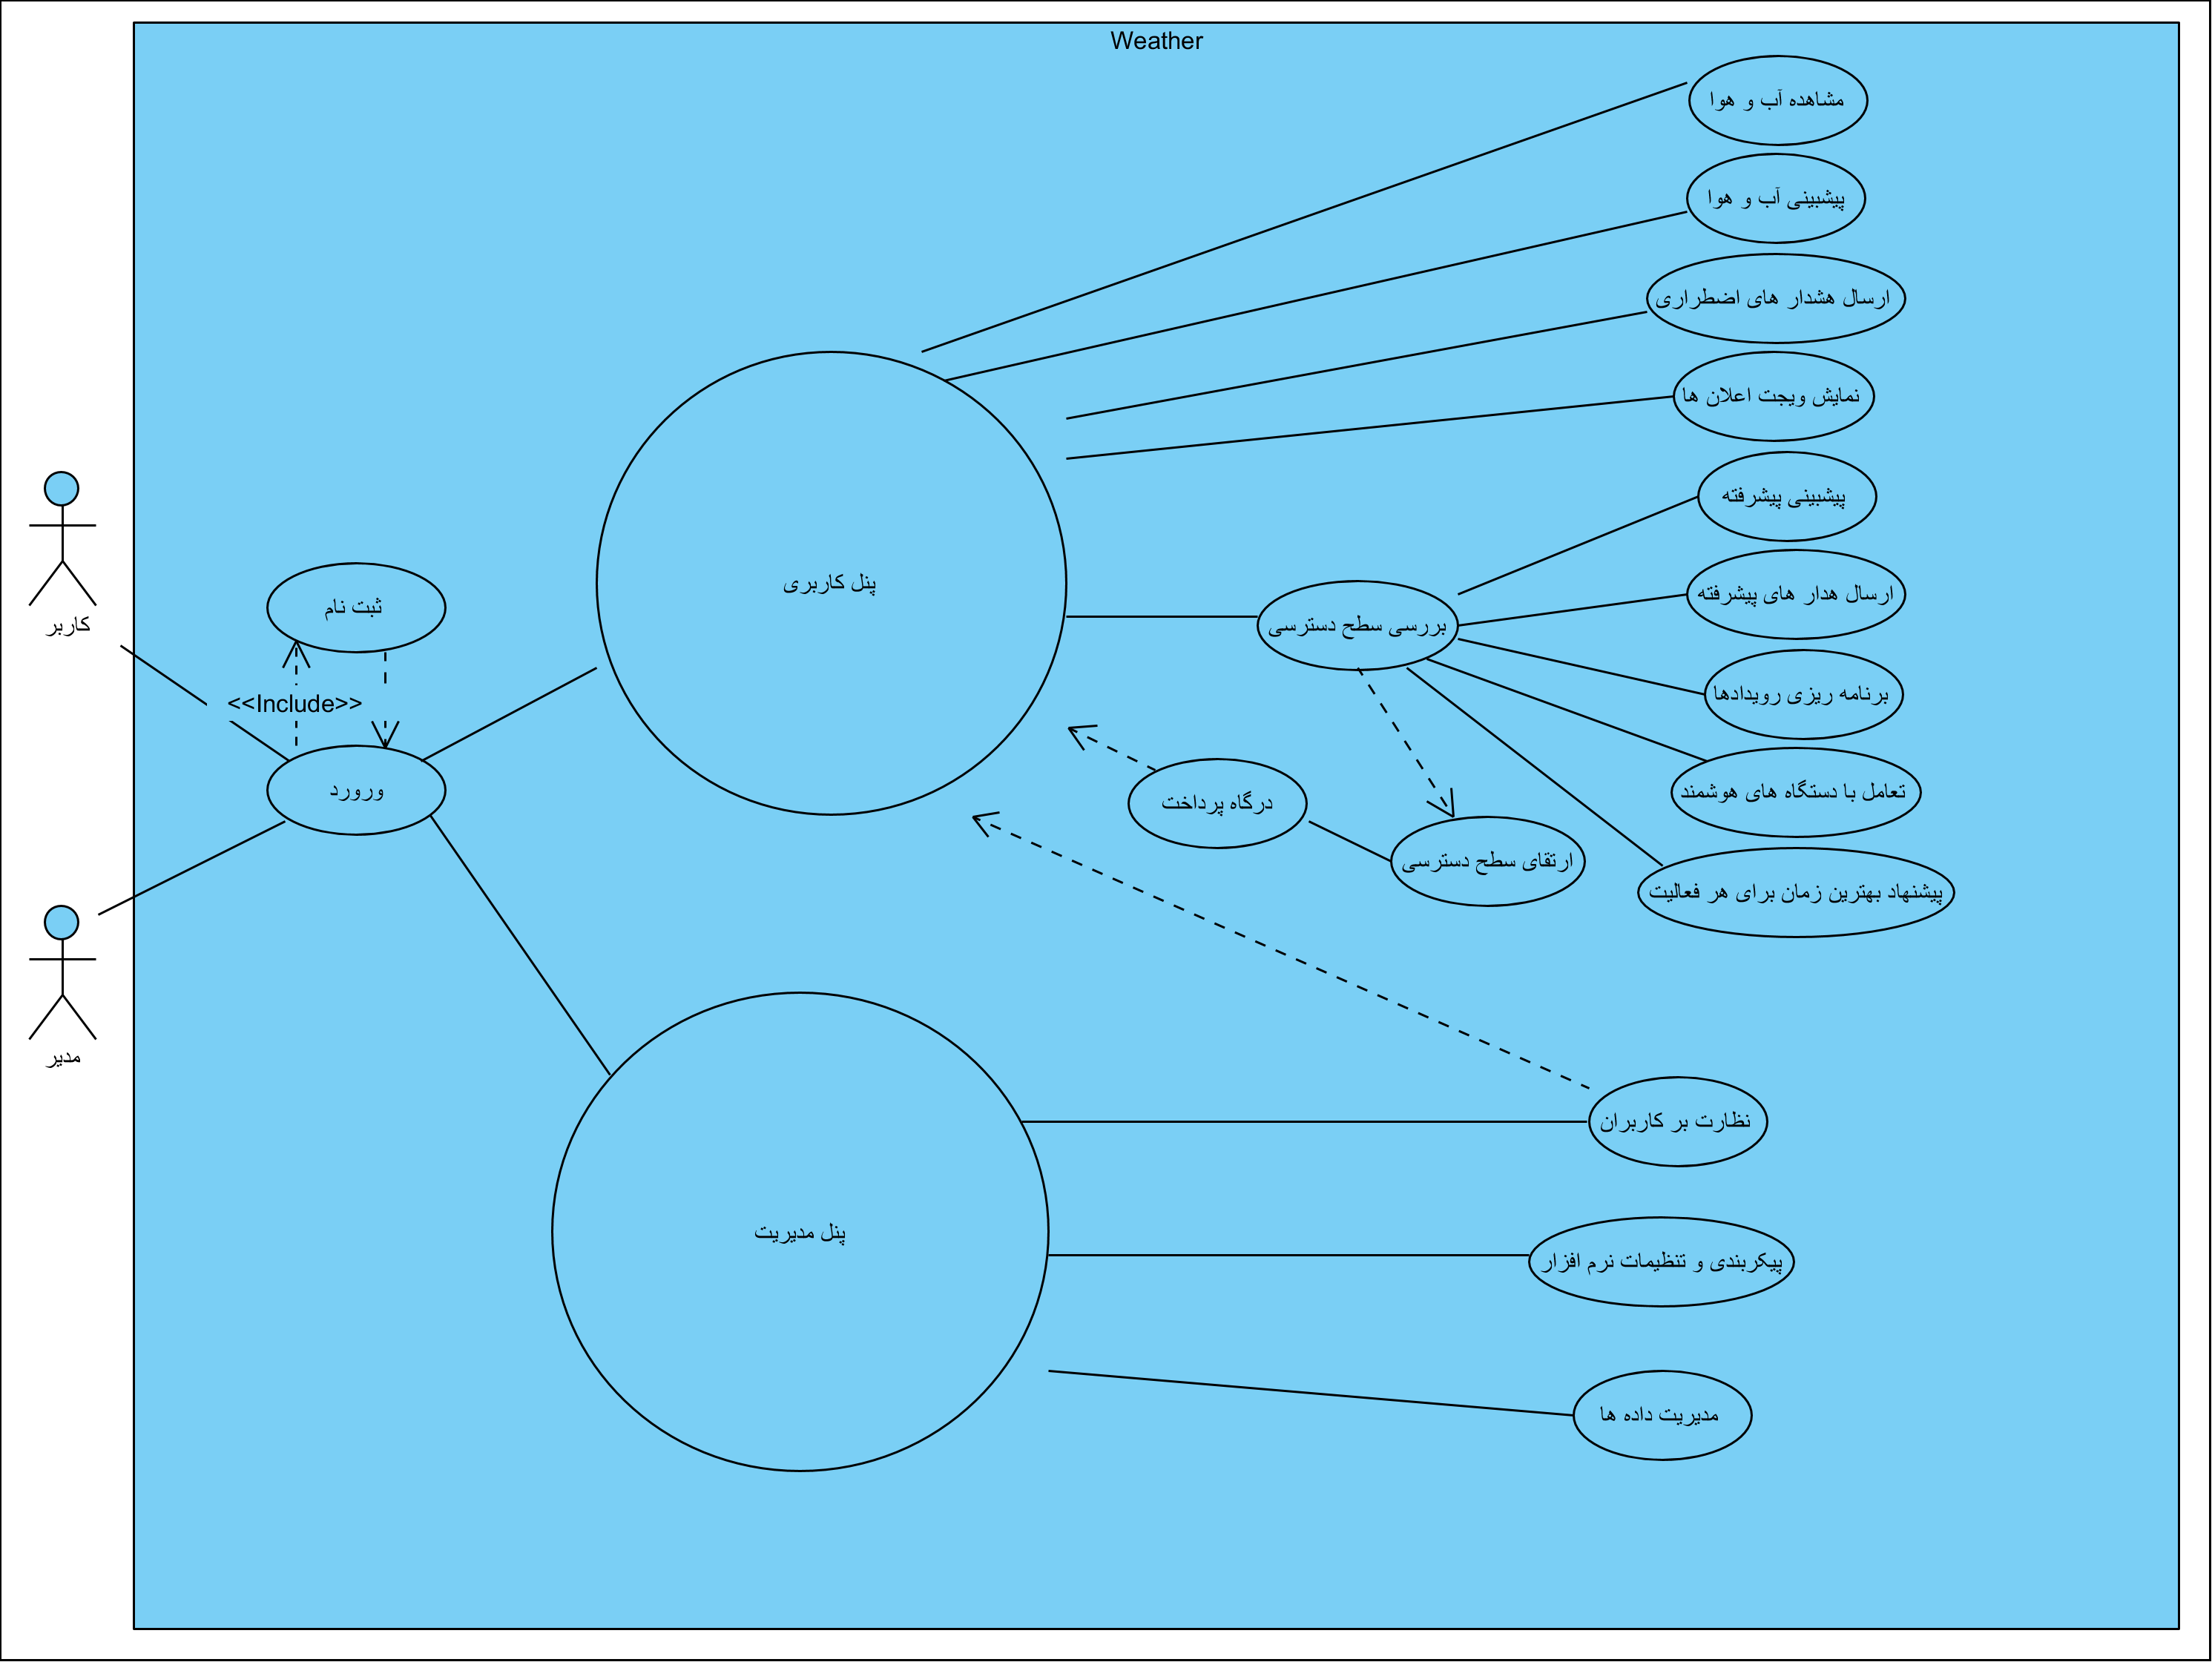 Weather
مشاهده آب و هوا
پیشبینی آب و هوا
ارسال هشدار های اضطراری
نمایش ویجت اعلان ها
پیشبینی پیشرفته
ارسال هدار های پیشرفته
برنامه ریزی رویدادها
تعامل با دستگاه های هوشمند
پیشنهاد بهترین زمان برای هر فعالیت
پنل کاربری
بررسی سطح دسترسی
درگاه پرداخت
ارتقای سطح دسترسی
کاربر
ثبت نام
<<Include>>
ورورد
مدیر
پنل مدیریت
نظارت بر کاربران
پیکربندی و تنظیمات نرم افزار
مدیریت داده ها